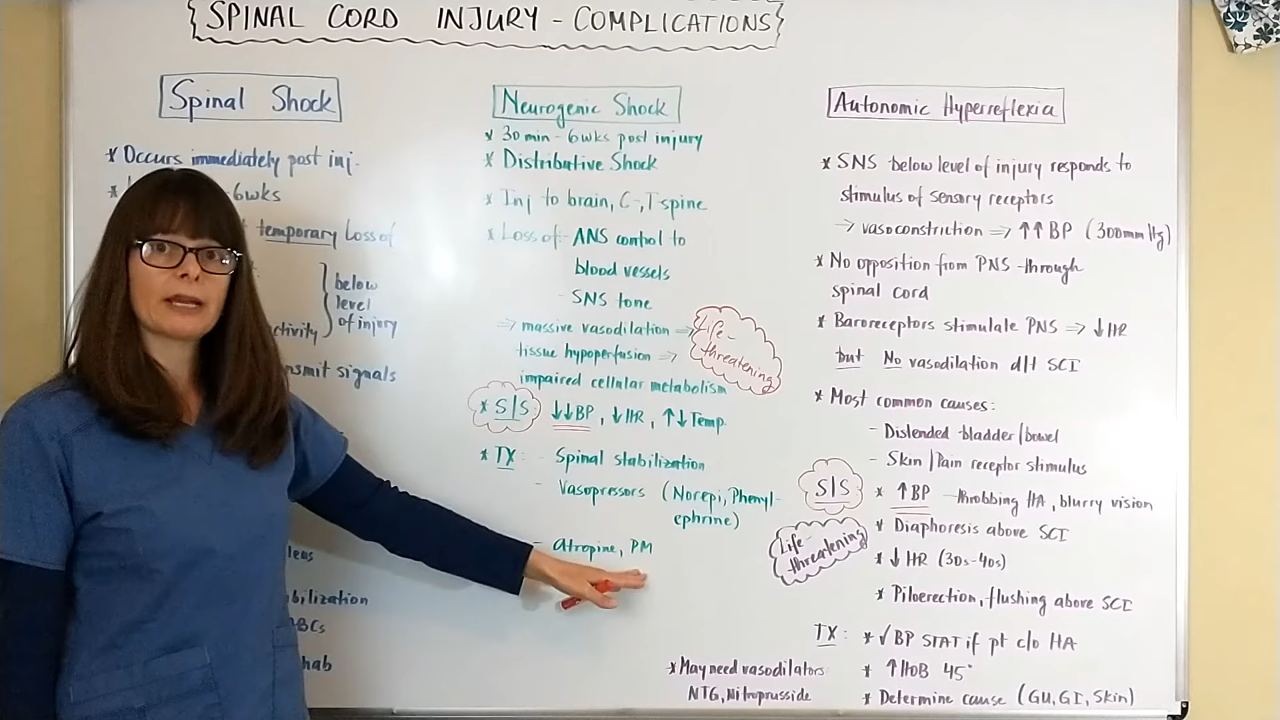 SPINAL CORD INJURY - COMPLICATIONS
Spinal Shock
* Occurs immediately post inj.
- 6wks
temporary Loss of
below
level
of injury
ctivity
nsmit signals
leus
bilization
BCs
hab
Neurogenic Shock
* 30 min - 6wks post injury
* Distributive Shock
* Inj to brain, C-, T-spine
* Loss of: - ANS control to
blood vessels
- SNS tone
⇒ massive vasodilation ⇒
tissue hypoperfusion ⇒
impaired cellular metabolism
Life-
threatening
* S/S: ↓↓BP, ↓HR, ↑↓Temp
* TX: - Spinal stabilization
- Vasopressors (Norepi, Phenyl-
ephrine)
- Atropine, PM
Autonomic Hyperreflexia
* SNS below level of injury responds to
stimulus of sensory receptors
→ vasoconstriction ⇒ ↑↑ BP (300mmHg)
* No opposition from PNS through
spinal cord
* Baroreceptors stimulate PNS ⇒ ↓HR
but No vasodilation d/t SCI
* Most common causes:
- Distended bladder/bowel
- Skin/Pain receptor stimulus
S/S * ↑BP - throbbing HA, blurry vision
Life-
threatening
* Diaphoresis above SCI
* ↓ HR (30s-40s)
* Piloerection, flushing above SCI
TX: * √ BP STAT if pt c/o HA
* ↑HOB 45°
* Determine cause (GU, GI, Skin)
* May need vasodilators
NTG, Nitroprusside